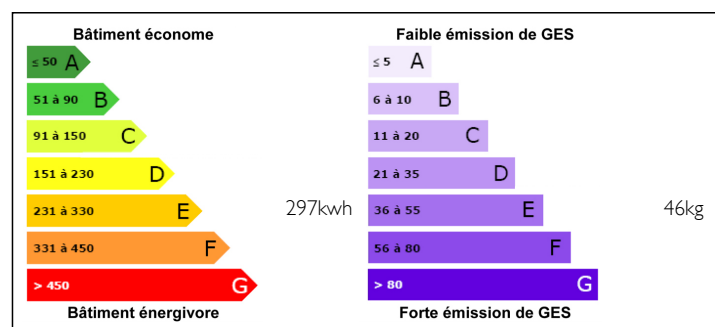 Bâtiment économe
≤ 50 A
51 à 90 B
91 à 150 C
151 à 230 D
231 à 330 E
297kwh
331 à 450 F
> 450 G
Bâtiment énergivore
Faible émission de GES
≤ 5 A
6 à 10 B
11 à 20 C
21 à 35 D
36 à 55 E
46kg
56 à 80 F
> 80 G
Forte émission de GES